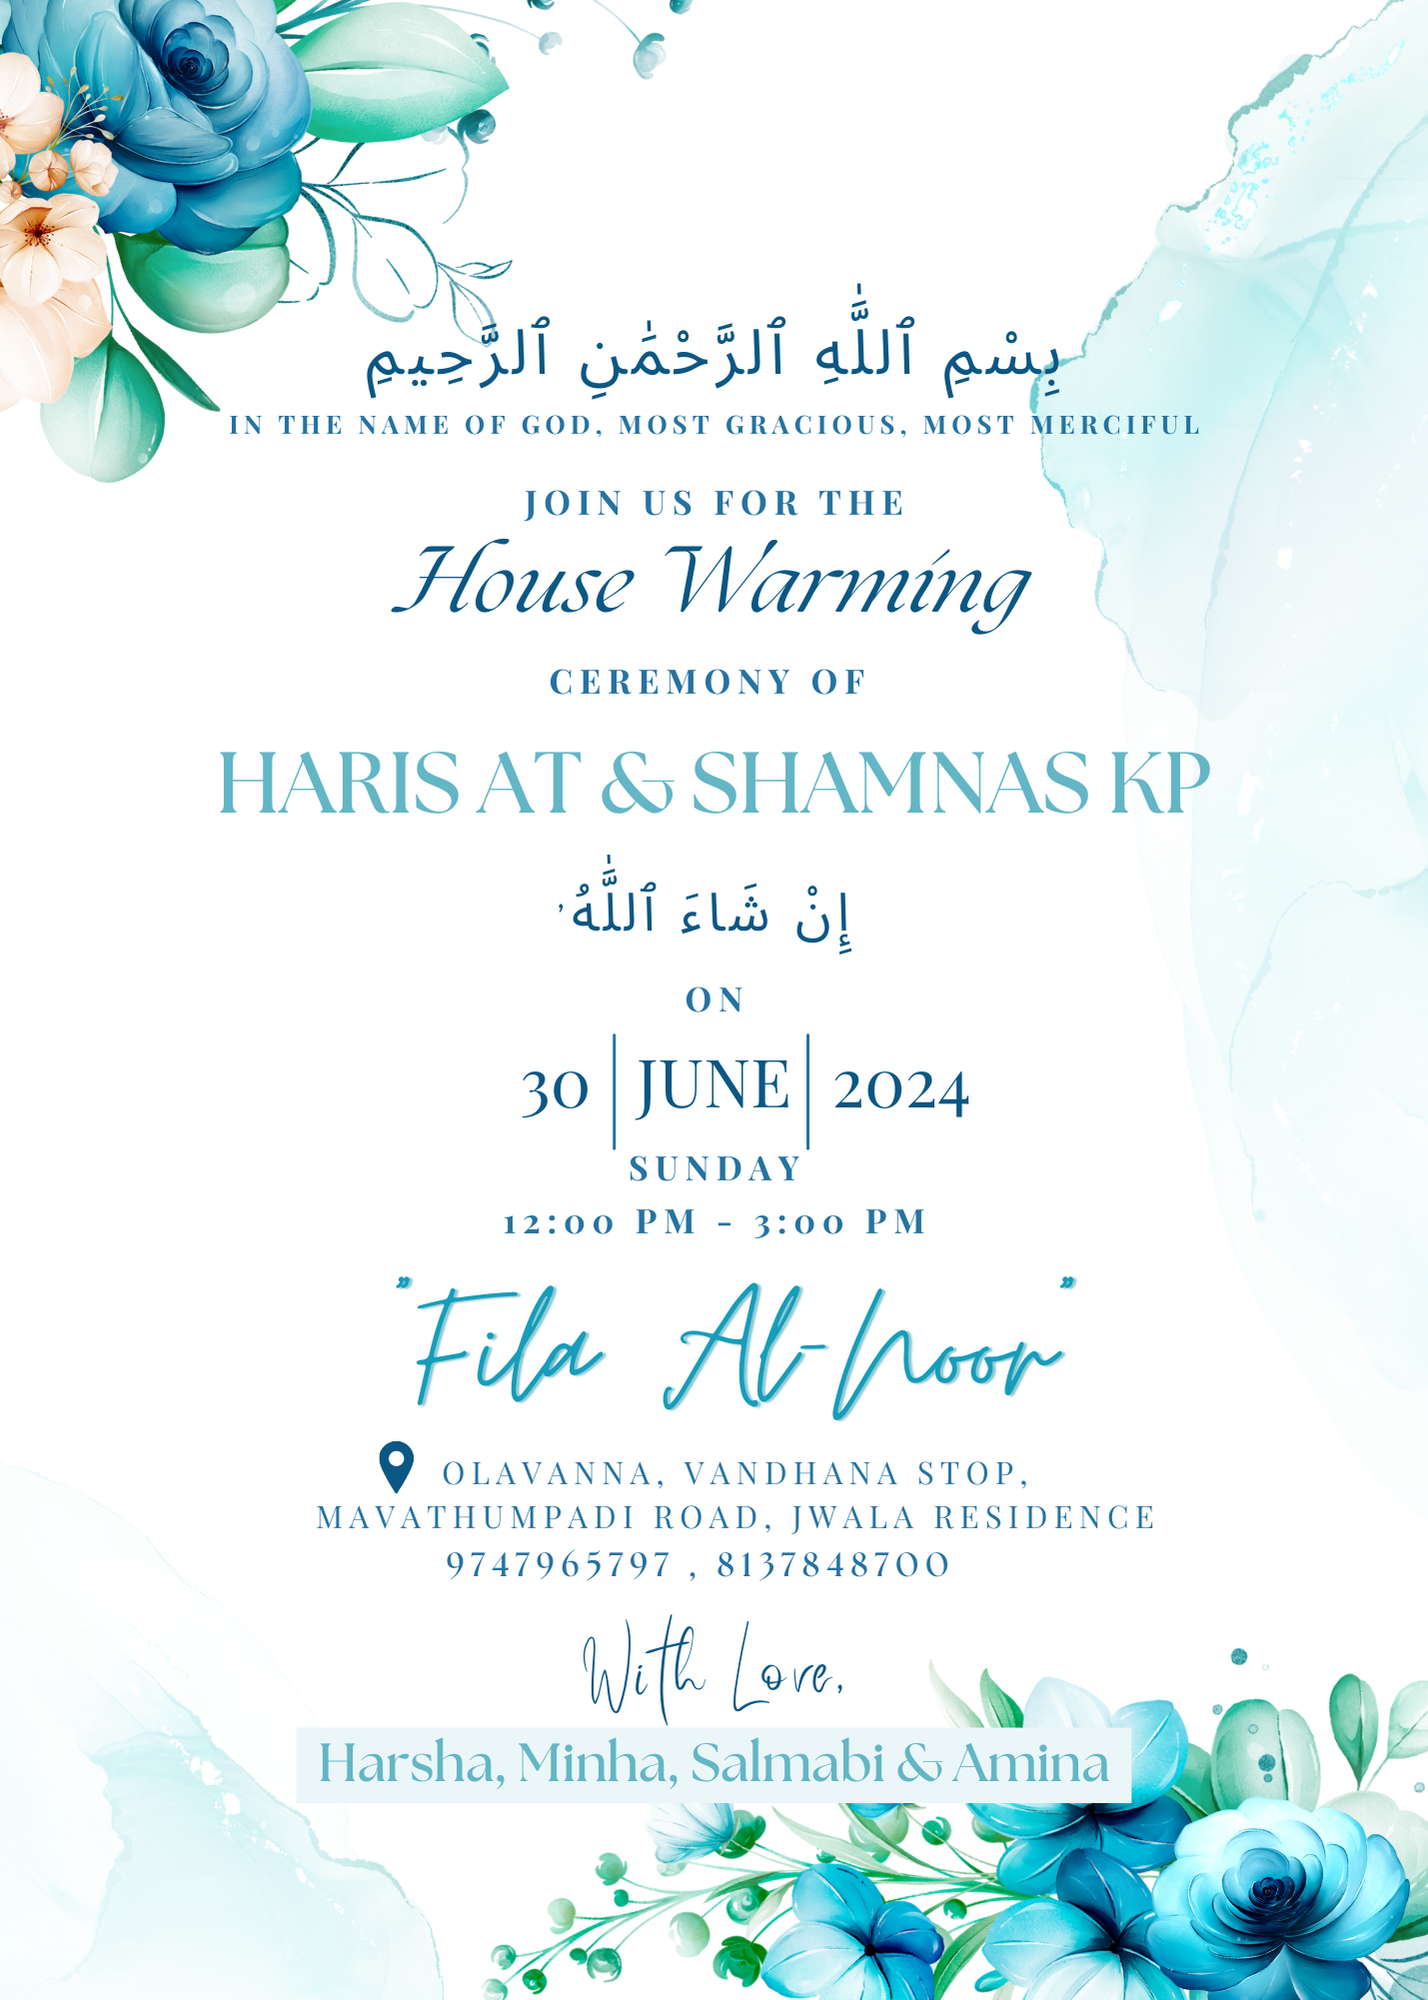 بِسْمِ ٱللَّٰهِ ٱلرَّحْمَٰنِ ٱلرَّحِيمِ
IN THE NAME OF GOD, MOST GRACIOUS, MOST MERCIFUL
JOIN US FOR THE
House Warming
CEREMONY OF
HARIS AT & SHAMNAS KP
إِنْ شَاءَ ٱللَّٰهُ,
ON
30 JUNE 2024
SUNDAY
12:00 PM - 3:00 PM
"Fila Al-Noor"
OLAVANNA, VANDHANA STOP,
MAVATHUMPADI ROAD, JWALA RESIDENCE
9747965797 , 8137848700
With Love,
Harsha, Minha, Salmabi & Amina